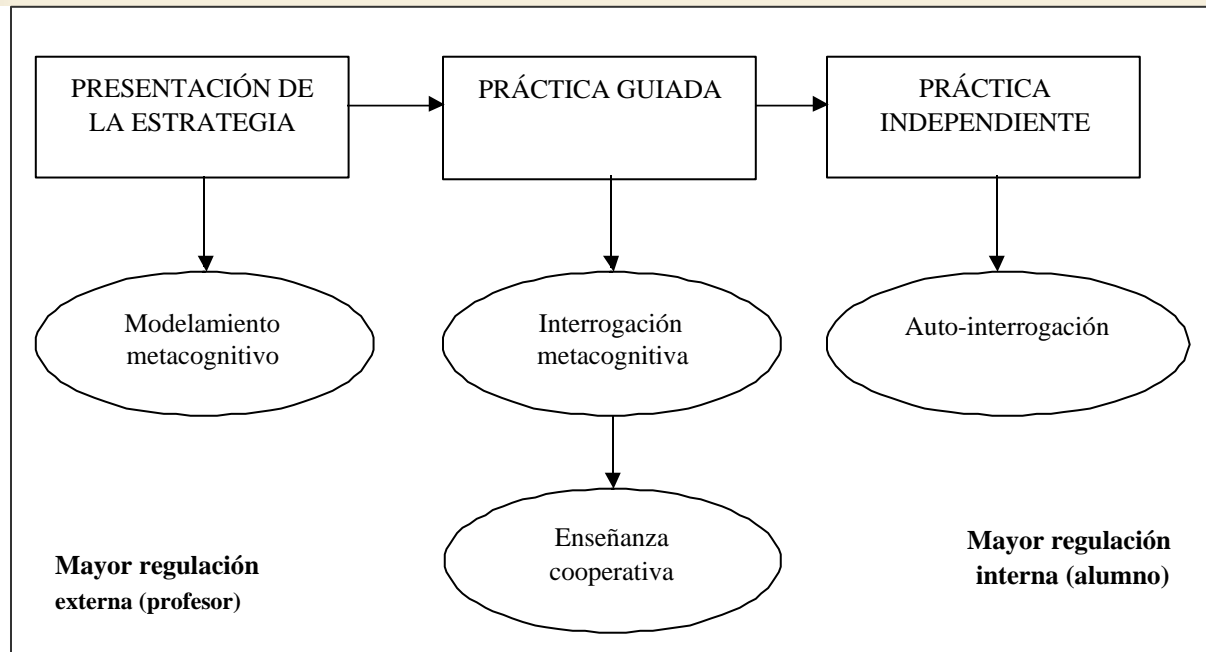 PRESENTACIÓN DE
LA ESTRATEGIA
PRÁCTICA GUIADA
PRÁCTICA
INDEPENDIENTE
Modelamiento
metacognitivo
Interrogación
metacognitiva
Auto-interrogación
Enseñanza
cooperativa
Mayor regulación
externa (profesor)
Mayor regulación
interna (alumno)